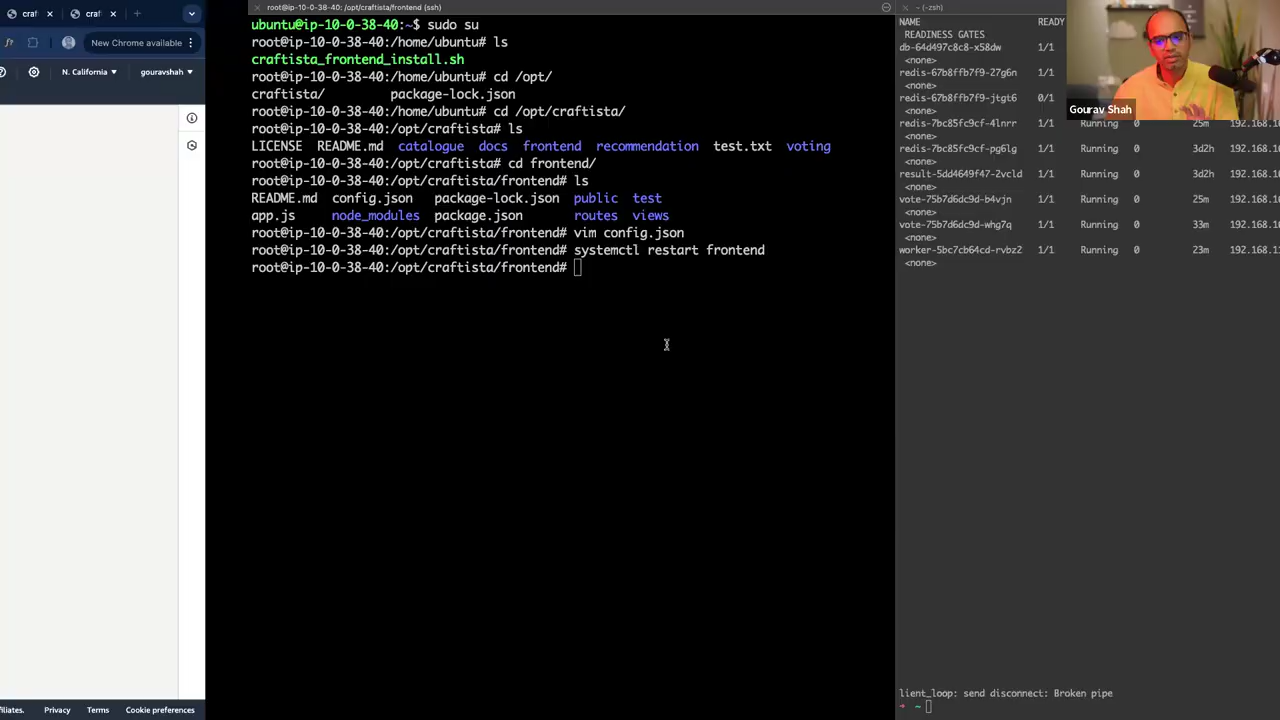 craf
craf
New Chrome available
N. California
gouravshah
ffiliates.
Privacy
Terms
Cookie preferences
root@ip-10-0-38-40: /opt/craftista/frontend (ssh)
ubuntu@ip-10-0-38-40:~$ sudo su
root@ip-10-0-38-40:/home/ubuntu# ls
craftista_frontend_install.sh
root@ip-10-0-38-40:/home/ubuntu# cd /opt/
craftista/ package-lock.json
root@ip-10-0-38-40:/home/ubuntu# cd /opt/craftista/
root@ip-10-0-38-40:/opt/craftista# ls
LICENSE README.md catalogue docs frontend recommendation test.txt voting
root@ip-10-0-38-40:/opt/craftista# cd frontend/
root@ip-10-0-38-40:/opt/craftista/frontend# ls
README.md config.json package-lock.json public test
app.js node_modules package.json routes views
root@ip-10-0-38-40:/opt/craftista/frontend# vim config.json
root@ip-10-0-38-40:/opt/craftista/frontend# systemctl restart frontend
root@ip-10-0-38-40:/opt/craftista/frontend#
~ (-zsh)
NAME READY
READINESS GATES
db-64d497c8c8-x58dw 1/1
<none>
redis-67b8ffb7f9-27g6n 1/1
<none>
redis-67b8ffb7f9-jtgt6 0/1
<none>
redis-7bc85fc9cf-4lnrr 1/1 Running 0 25m 192.168.10
<none>
redis-7bc85fc9cf-pg6lg 1/1 Running 0 3d2h 192.168.10
<none>
result-5dd4649f47-2vcld 1/1 Running 0 3d2h 192.168.10
<none>
vote-75b7d6dc9d-b4vjn 1/1 Running 0 25m 192.168.10
<none>
vote-75b7d6dc9d-whg7q 1/1 Running 0 33m 192.168.10
<none>
worker-5bc7cb64cd-rvbz2 1/1 Running 0 23m 192.168.1
<none>
Gourav Shah
lient_loop: send disconnect: Broken pipe
~